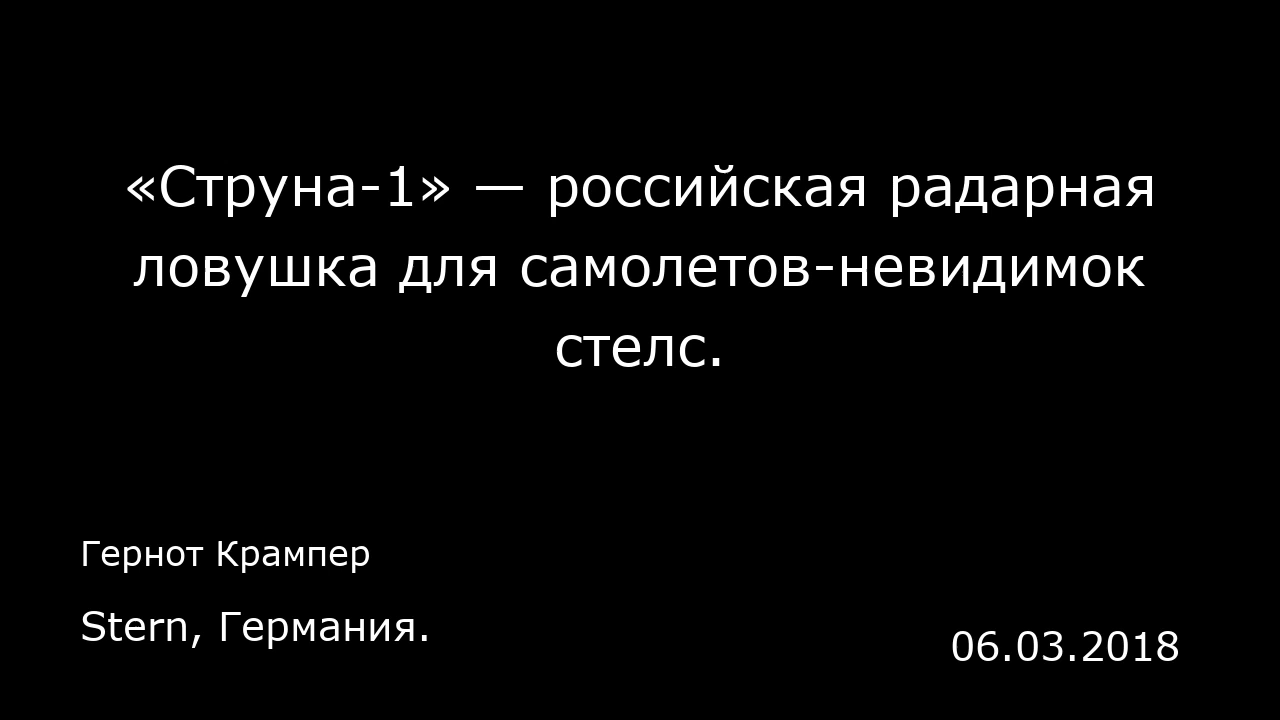 «Струна-1» — российская радарная
ловушка для самолетов-невидимок
стелс.
Гернот Крампер
Stern, Германия.
06.03.2018